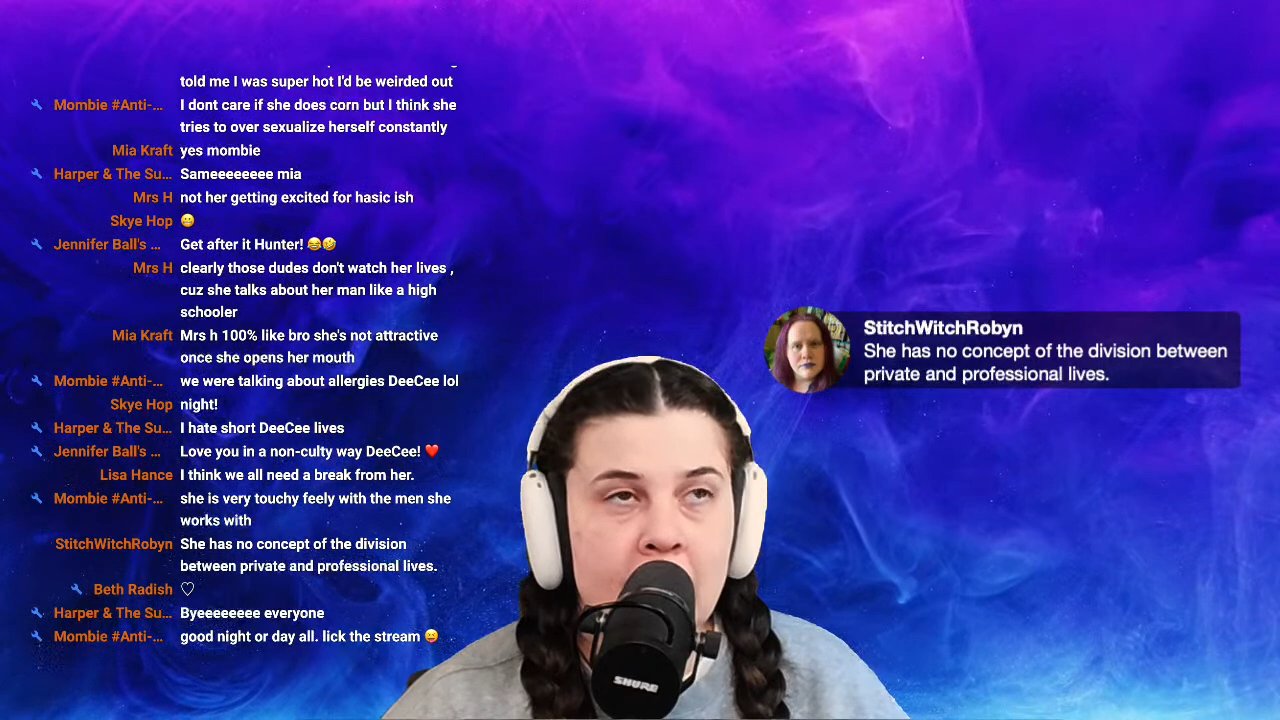 told me I was super hot I'd be weirded out
Mombie #Anti-... I dont care if she does corn but I think she
tries to over sexualize herself constantly
Mia Kraft yes mombie
Harper & The Su... Sameeeeeeee mia
Mrs H not her getting excited for hasic ish
Skye Hop 🥲
Jennifer Ball's ... Get after it Hunter! 😂🤣
Mrs H clearly those dudes don't watch her lives ,
cuz she talks about her man like a high
schooler
Mia Kraft Mrs h 100% like bro she's not attractive
once she opens her mouth
Mombie #Anti-... we were talking about allergies DeeCee lol
Skye Hop night!
Harper & The Su... I hate short DeeCee lives
Jennifer Ball's ... Love you in a non-culty way DeeCee! ❤️
Lisa Hance I think we all need a break from her.
Mombie #Anti-... she is very touchy feely with the men she
works with
StitchWitchRobyn She has no concept of the division
between private and professional lives.
Beth Radish ♡
Harper & The Su... Byeeeeeeee everyone
Mombie #Anti-... good night or day all. lick the stream 😛
StitchWitchRobyn
She has no concept of the division between
private and professional lives.
SHURE